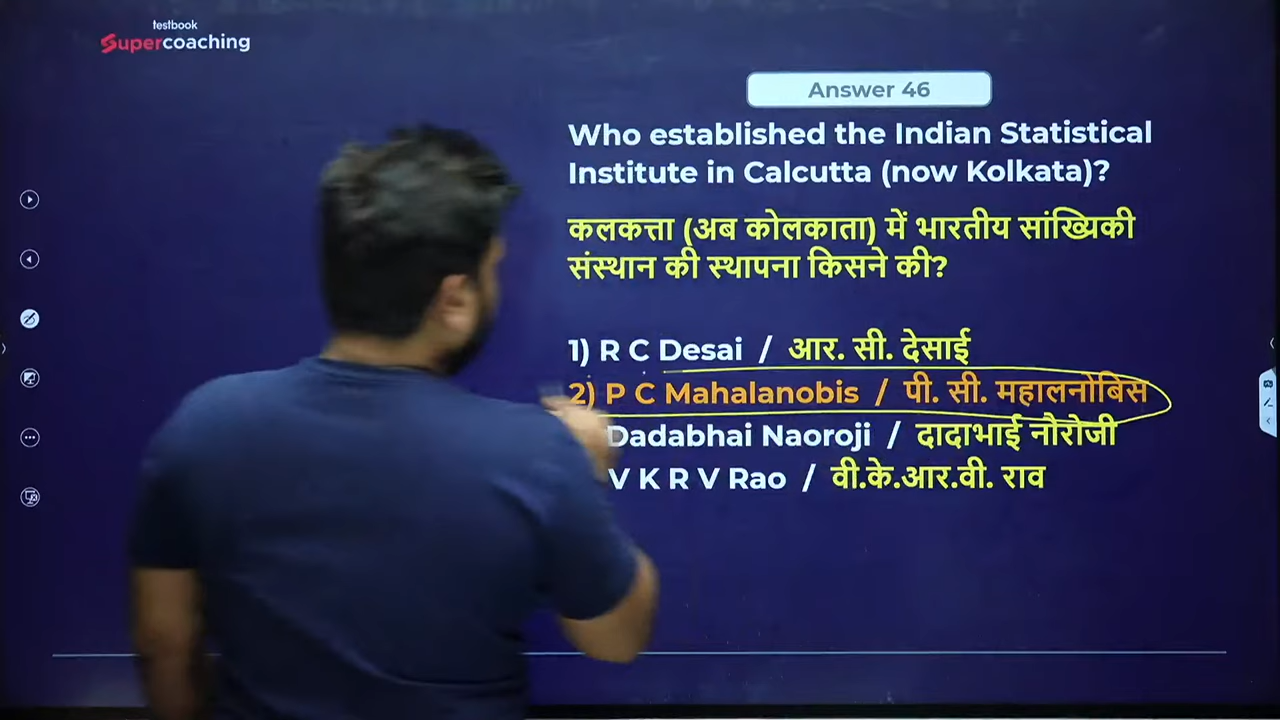 testbook
Supercoaching
Answer 46
Who established the Indian Statistical
Institute in Calcutta (now Kolkata)?
कलकत्ता (अब कोलकाता) में भारतीय सांख्यिकी
संस्थान की स्थापना किसने की?
1) R C Desai / आर. सी. देसाई
2) P C Mahalanobis / पी. सी. महालनोबिस
Dadabhai Naoroji / दादाभाई नौरोजी
V K R V Rao / वी.के.आर.वी. राव